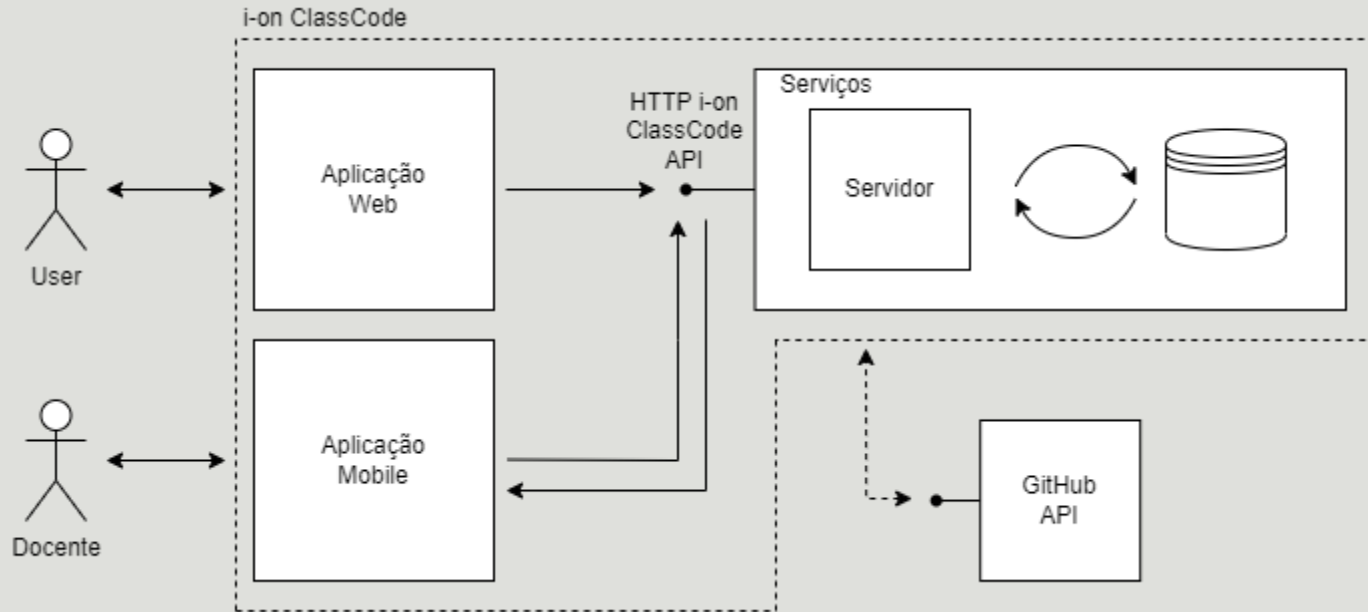 i-on ClassCode
Serviços
HTTP i-on
ClassCode
API
Aplicação
Web
Servidor
User
Aplicação
Mobile
GitHub
API
Docente